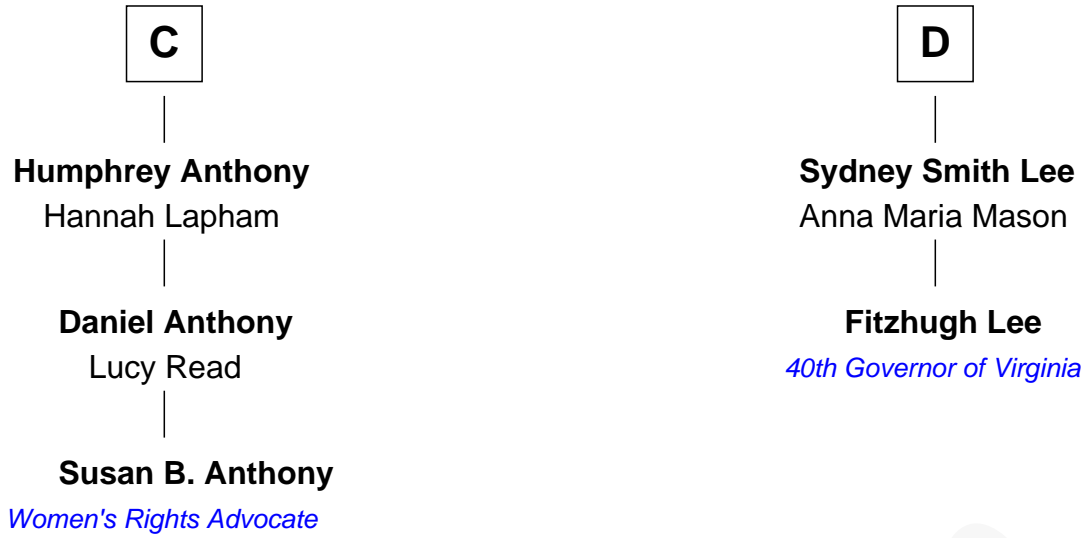 C
Humphrey Anthony
Hannah Lapham
Daniel Anthony
Lucy Read
Susan B. Anthony
Women's Rights Advocate
D
Sydney Smith Lee
Anna Maria Mason
Fitzhugh Lee
40th Governor of Virginia